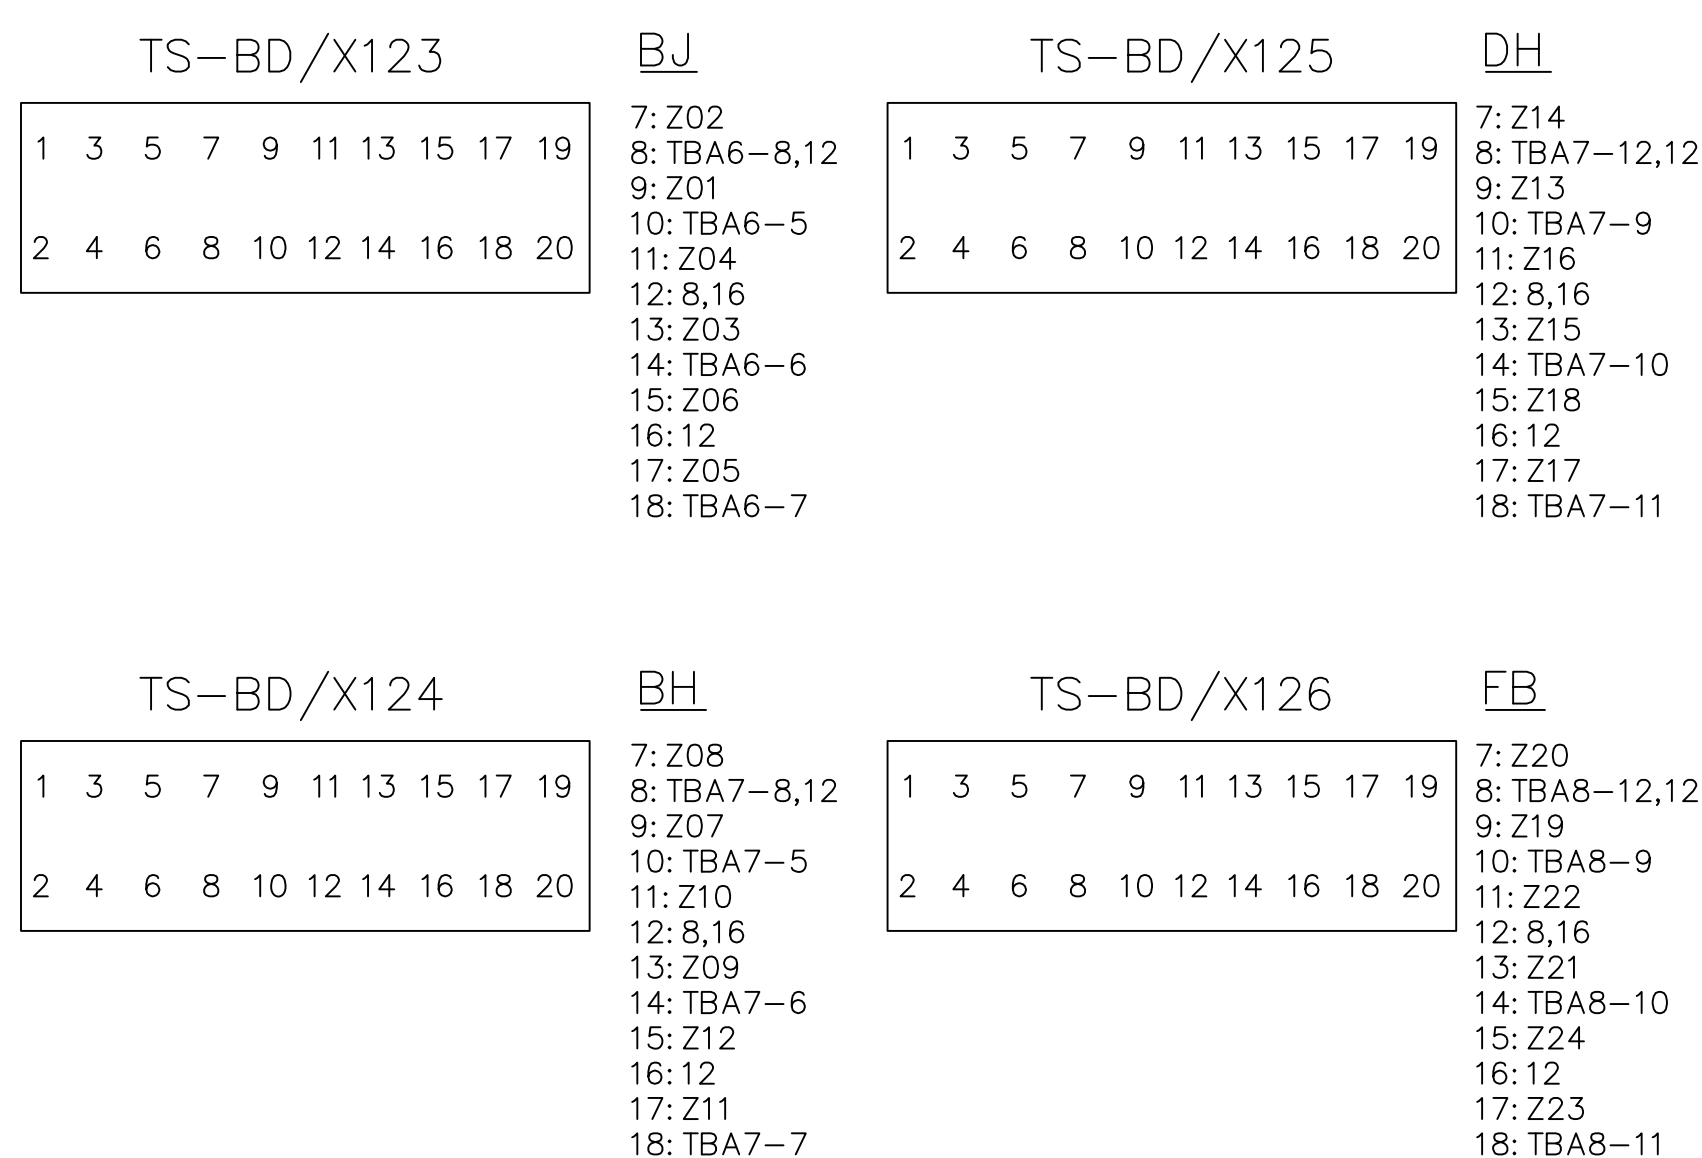 TS-BD/X123
BJ
1 3 5 7 9 11 13 15 17 19
2 4 6 8 10 12 14 16 18 20
7: Z02
8: TBA6-8,12
9: Z01
10: TBA6-5
11: Z04
12: 8,16
13: Z03
14: TBA6-6
15: Z06
16: 12
17: Z05
18: TBA6-7
TS-BD/X125
DH
1 3 5 7 9 11 13 15 17 19
2 4 6 8 10 12 14 16 18 20
7: Z14
8: TBA7-12,12
9: Z13
10: TBA7-9
11: Z16
12: 8,16
13: Z15
14: TBA7-10
15: Z18
16: 12
17: Z17
18: TBA7-11
TS-BD/X124
BH
1 3 5 7 9 11 13 15 17 19
2 4 6 8 10 12 14 16 18 20
7: Z08
8: TBA7-8,12
9: Z07
10: TBA7-5
11: Z10
12: 8,16
13: Z09
14: TBA7-6
15: Z12
16: 12
17: Z11
18: TBA7-7
TS-BD/X126
FB
1 3 5 7 9 11 13 15 17 19
2 4 6 8 10 12 14 16 18 20
7: Z20
8: TBA8-12,12
9: Z19
10: TBA8-9
11: Z22
12: 8,16
13: Z21
14: TBA8-10
15: Z24
16: 12
17: Z23
18: TBA8-11